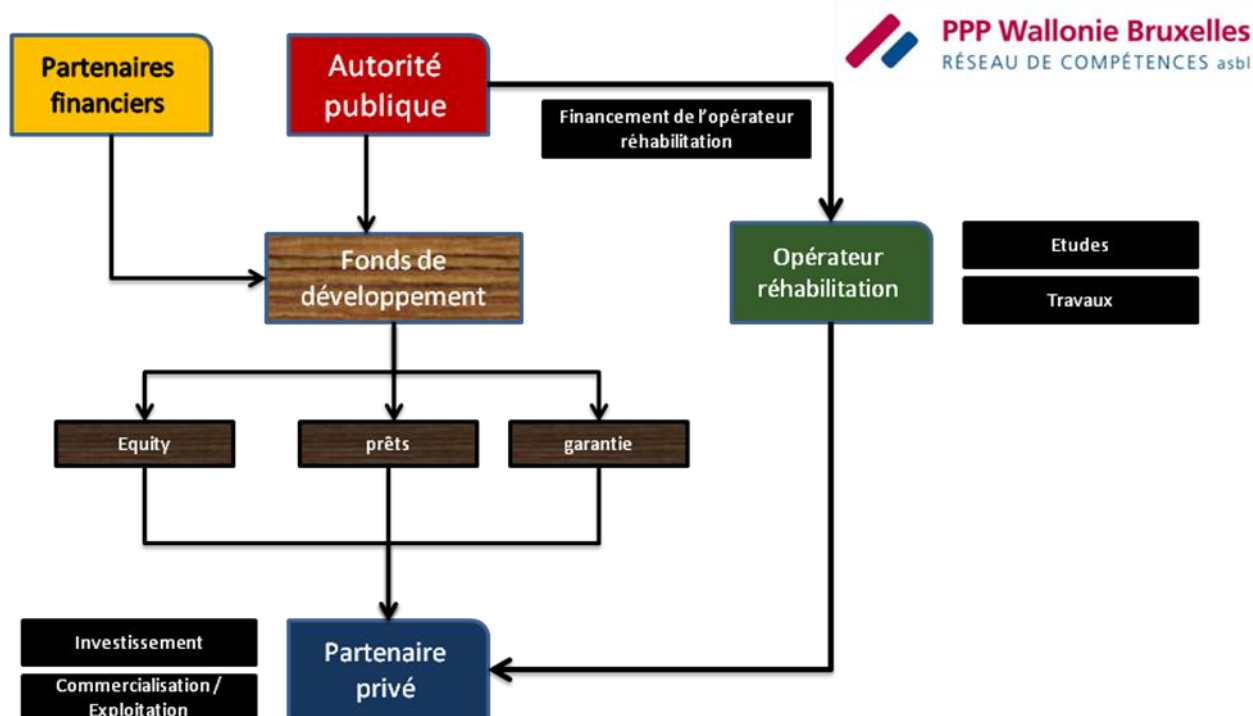 PPP Wallonie Bruxelles
RÉSEAU DE COMPÉTENCES asbl
Partenaires
financiers
Autorité
publique
Financement de l'opérateur
réhabilitation
Fonds de
développement
Opérateur
réhabilitation
Etudes
Travaux
Equity
prêts
garantie
Investissement
Commercialisation /
Exploitation
Partenaire
privé